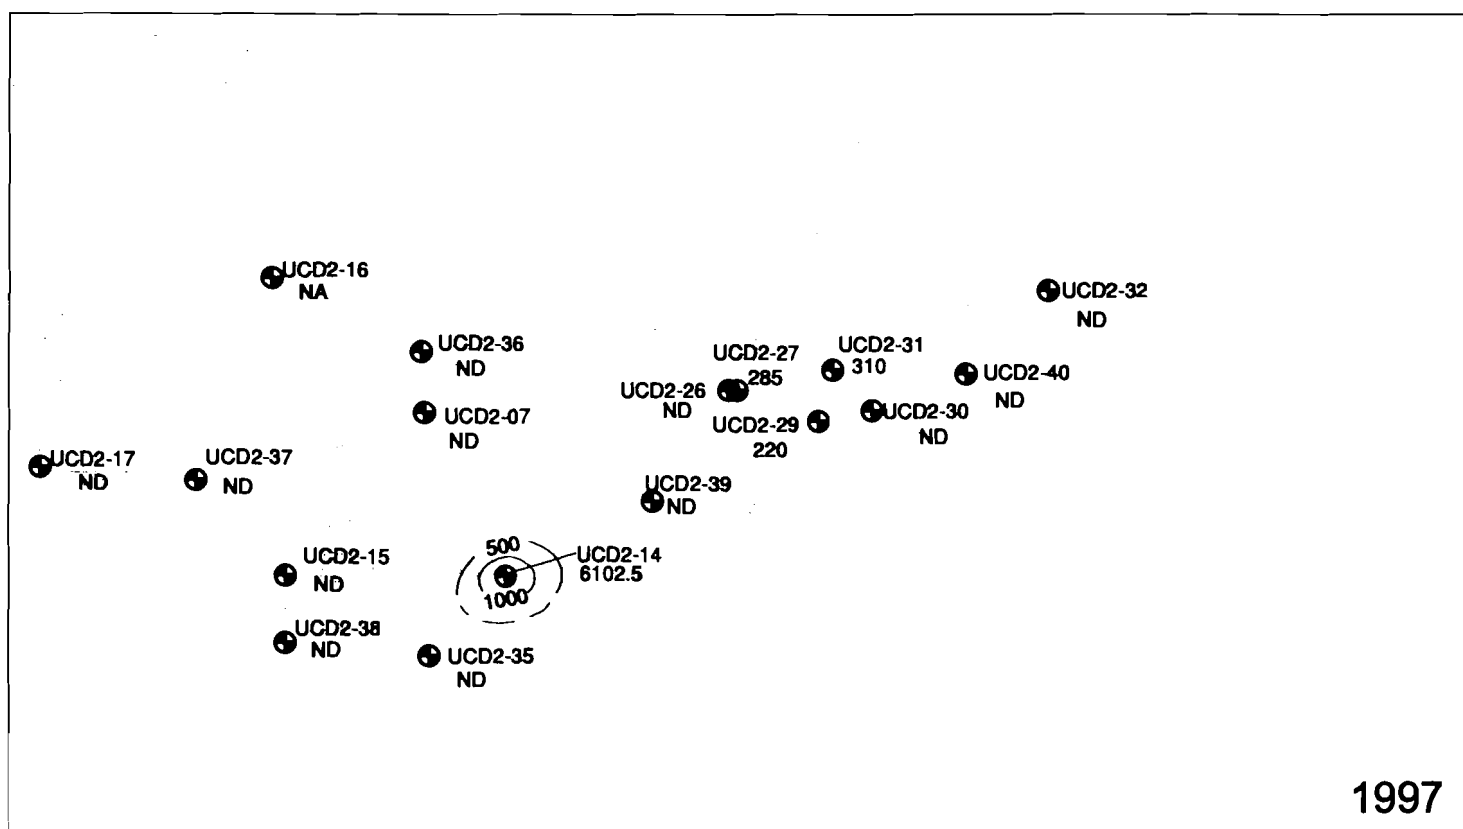 UCD2-16
NA
UCD2-32
ND
UCD2-36
ND
UCD2-27
285
UCD2-31
310
UCD2-26
ND
UCD2-40
ND
UCD2-07
ND
UCD2-29
220
UCD2-30
ND
UCD2-17
ND
UCD2-37
ND
UCD2-39
ND
UCD2-15
ND
500
1000
UCD2-14
6102.5
UCD2-38
ND
UCD2-35
ND
1997